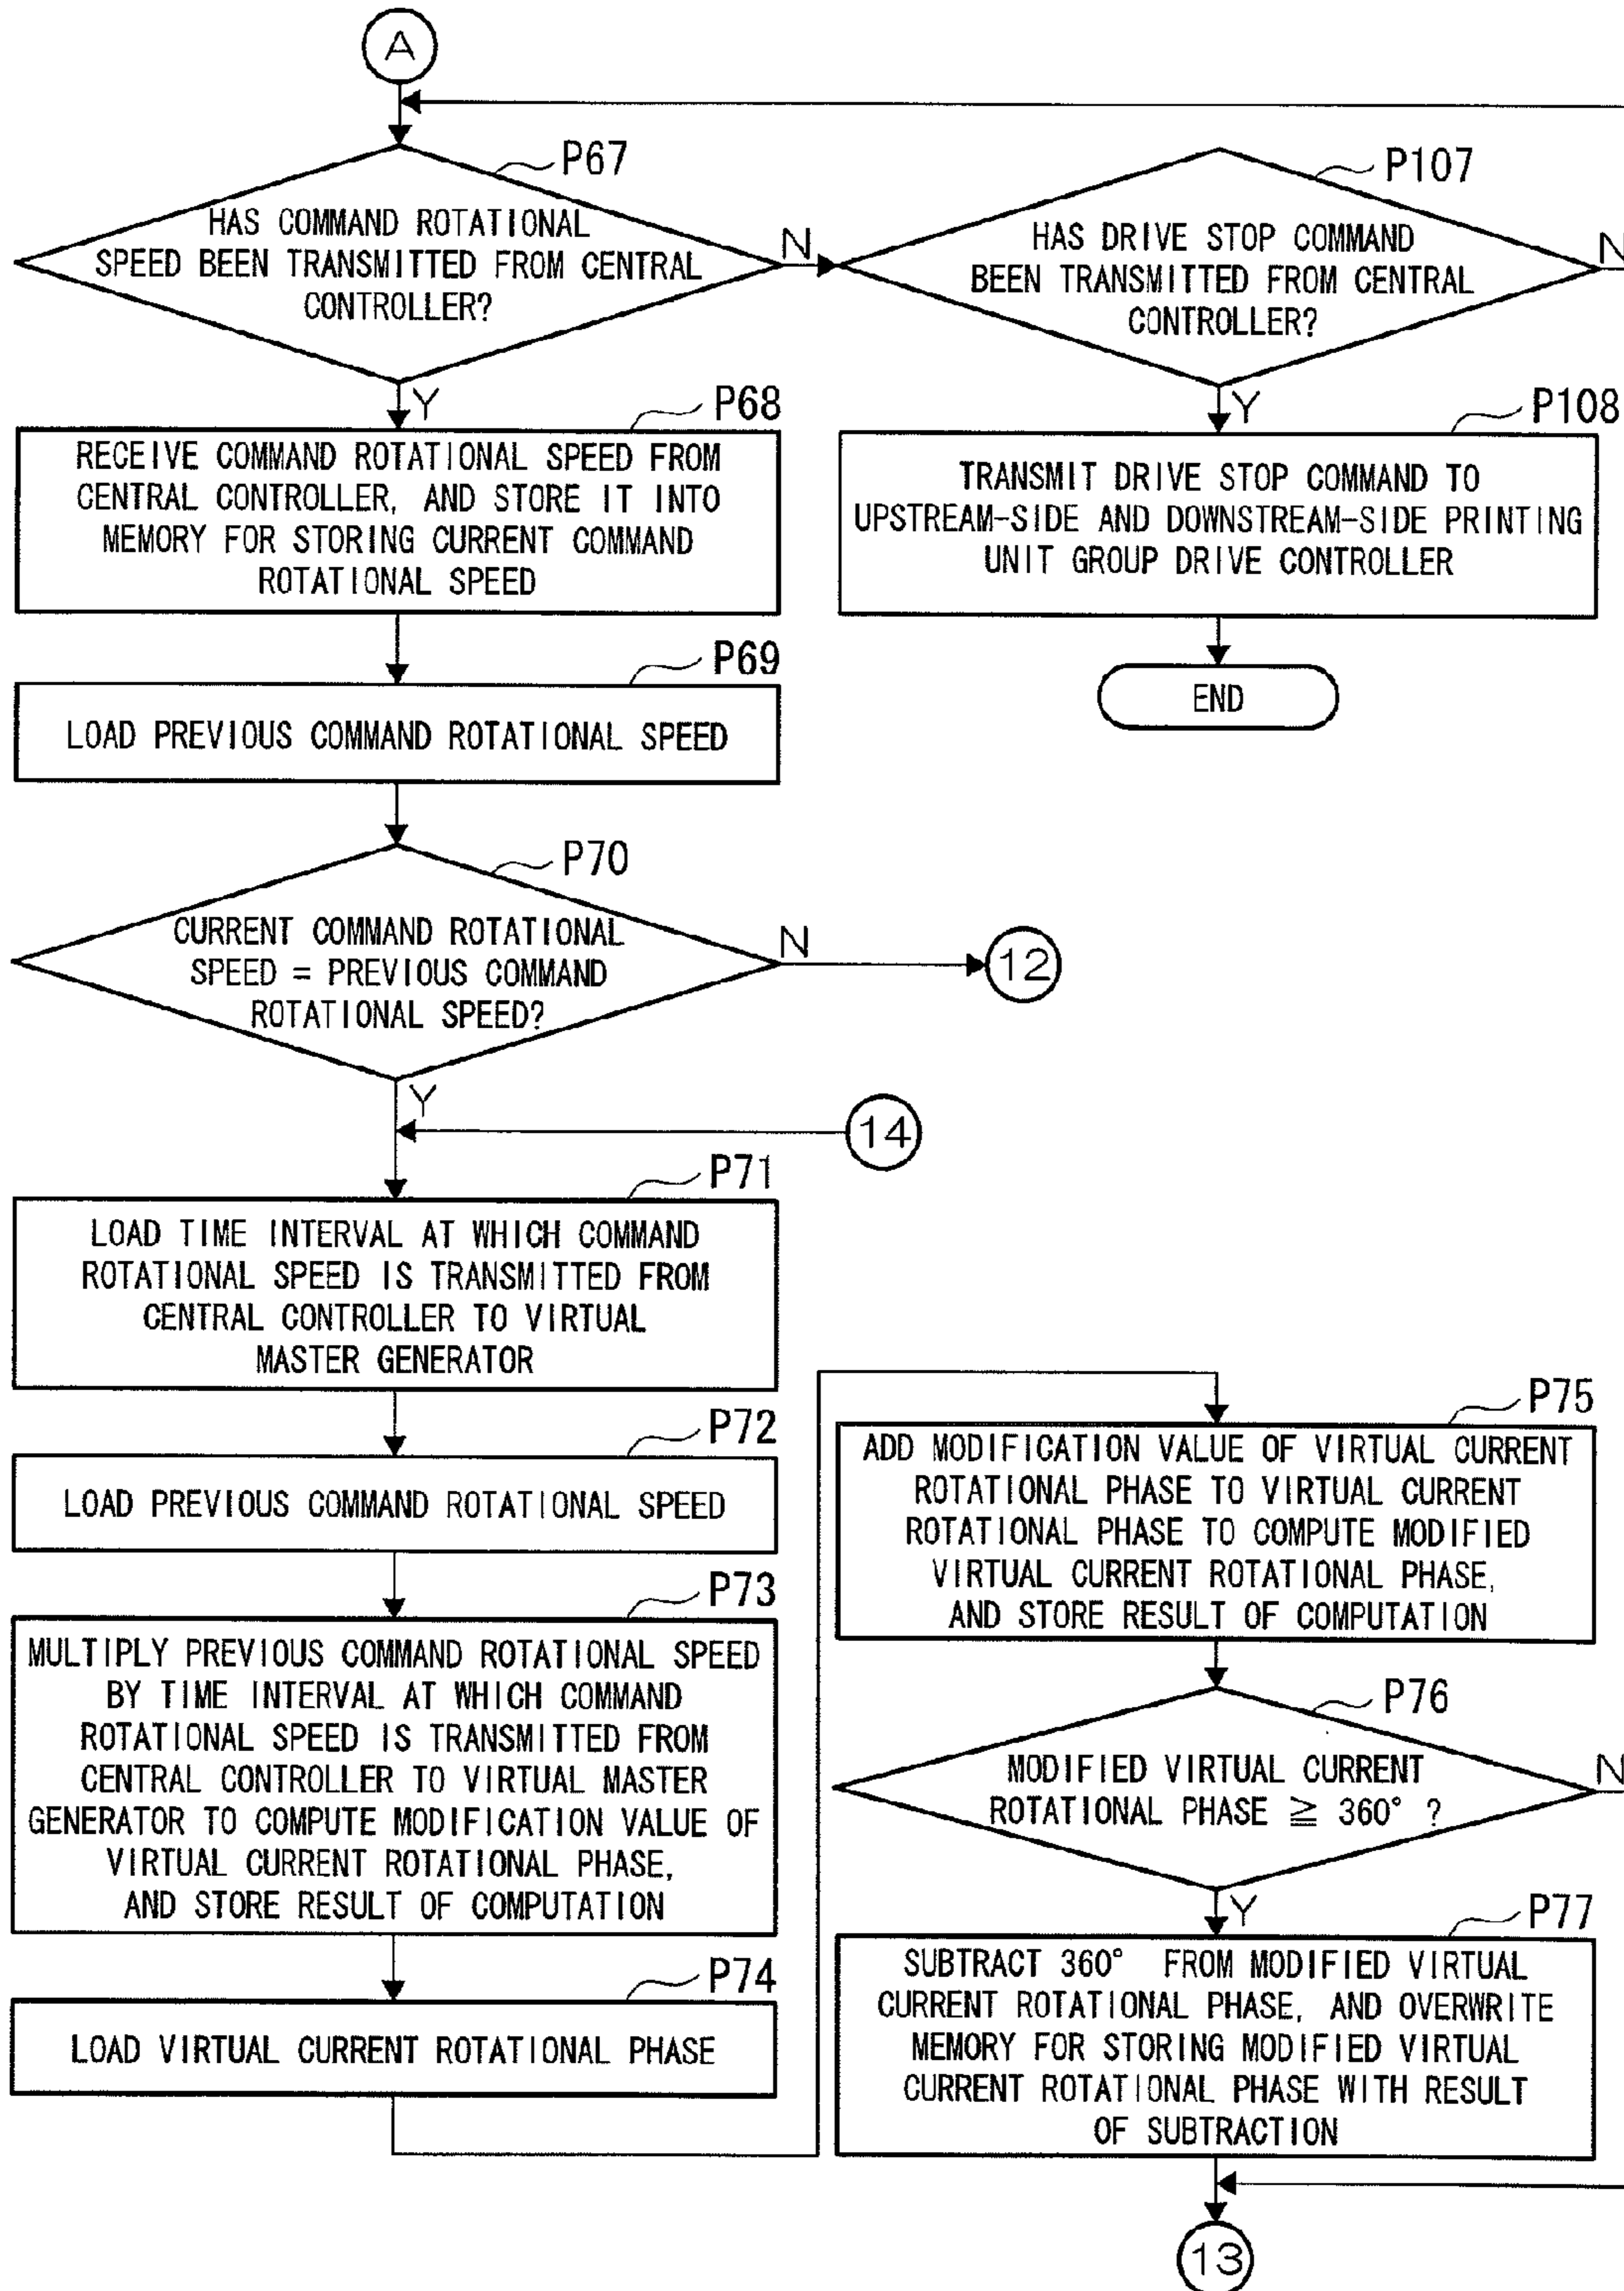 A
P67
HAS COMMAND ROTATIONAL
SPEED BEEN TRANSMITTED FROM CENTRAL
CONTROLLER?
N
Y
P107
HAS DRIVE STOP COMMAND
BEEN TRANSMITTED FROM CENTRAL
CONTROLLER?
N
Y
P68
RECEIVE COMMAND ROTATIONAL SPEED FROM
CENTRAL CONTROLLER, AND STORE IT INTO
MEMORY FOR STORING CURRENT COMMAND
ROTATIONAL SPEED
P108
TRANSMIT DRIVE STOP COMMAND TO
UPSTREAM-SIDE AND DOWNSTREAM-SIDE PRINTING
UNIT GROUP DRIVE CONTROLLER
END
P69
LOAD PREVIOUS COMMAND ROTATIONAL SPEED
P70
CURRENT COMMAND ROTATIONAL
SPEED = PREVIOUS COMMAND
ROTATIONAL SPEED?
N
12
Y
14
P71
LOAD TIME INTERVAL AT WHICH COMMAND
ROTATIONAL SPEED IS TRANSMITTED FROM
CENTRAL CONTROLLER TO VIRTUAL
MASTER GENERATOR
P72
LOAD PREVIOUS COMMAND ROTATIONAL SPEED
P73
MULTIPLY PREVIOUS COMMAND ROTATIONAL SPEED
BY TIME INTERVAL AT WHICH COMMAND
ROTATIONAL SPEED IS TRANSMITTED FROM
CENTRAL CONTROLLER TO VIRTUAL MASTER
GENERATOR TO COMPUTE MODIFICATION VALUE OF
VIRTUAL CURRENT ROTATIONAL PHASE,
AND STORE RESULT OF COMPUTATION
P74
LOAD VIRTUAL CURRENT ROTATIONAL PHASE
P75
ADD MODIFICATION VALUE OF VIRTUAL CURRENT
ROTATIONAL PHASE TO VIRTUAL CURRENT
ROTATIONAL PHASE TO COMPUTE MODIFIED
VIRTUAL CURRENT ROTATIONAL PHASE,
AND STORE RESULT OF COMPUTATION
P76
MODIFIED VIRTUAL CURRENT
ROTATIONAL PHASE ≧ 360° ?
N
Y
P77
SUBTRACT 360° FROM MODIFIED VIRTUAL
CURRENT ROTATIONAL PHASE, AND OVERWRITE
MEMORY FOR STORING MODIFIED VIRTUAL
CURRENT ROTATIONAL PHASE WITH RESULT
OF SUBTRACTION
13